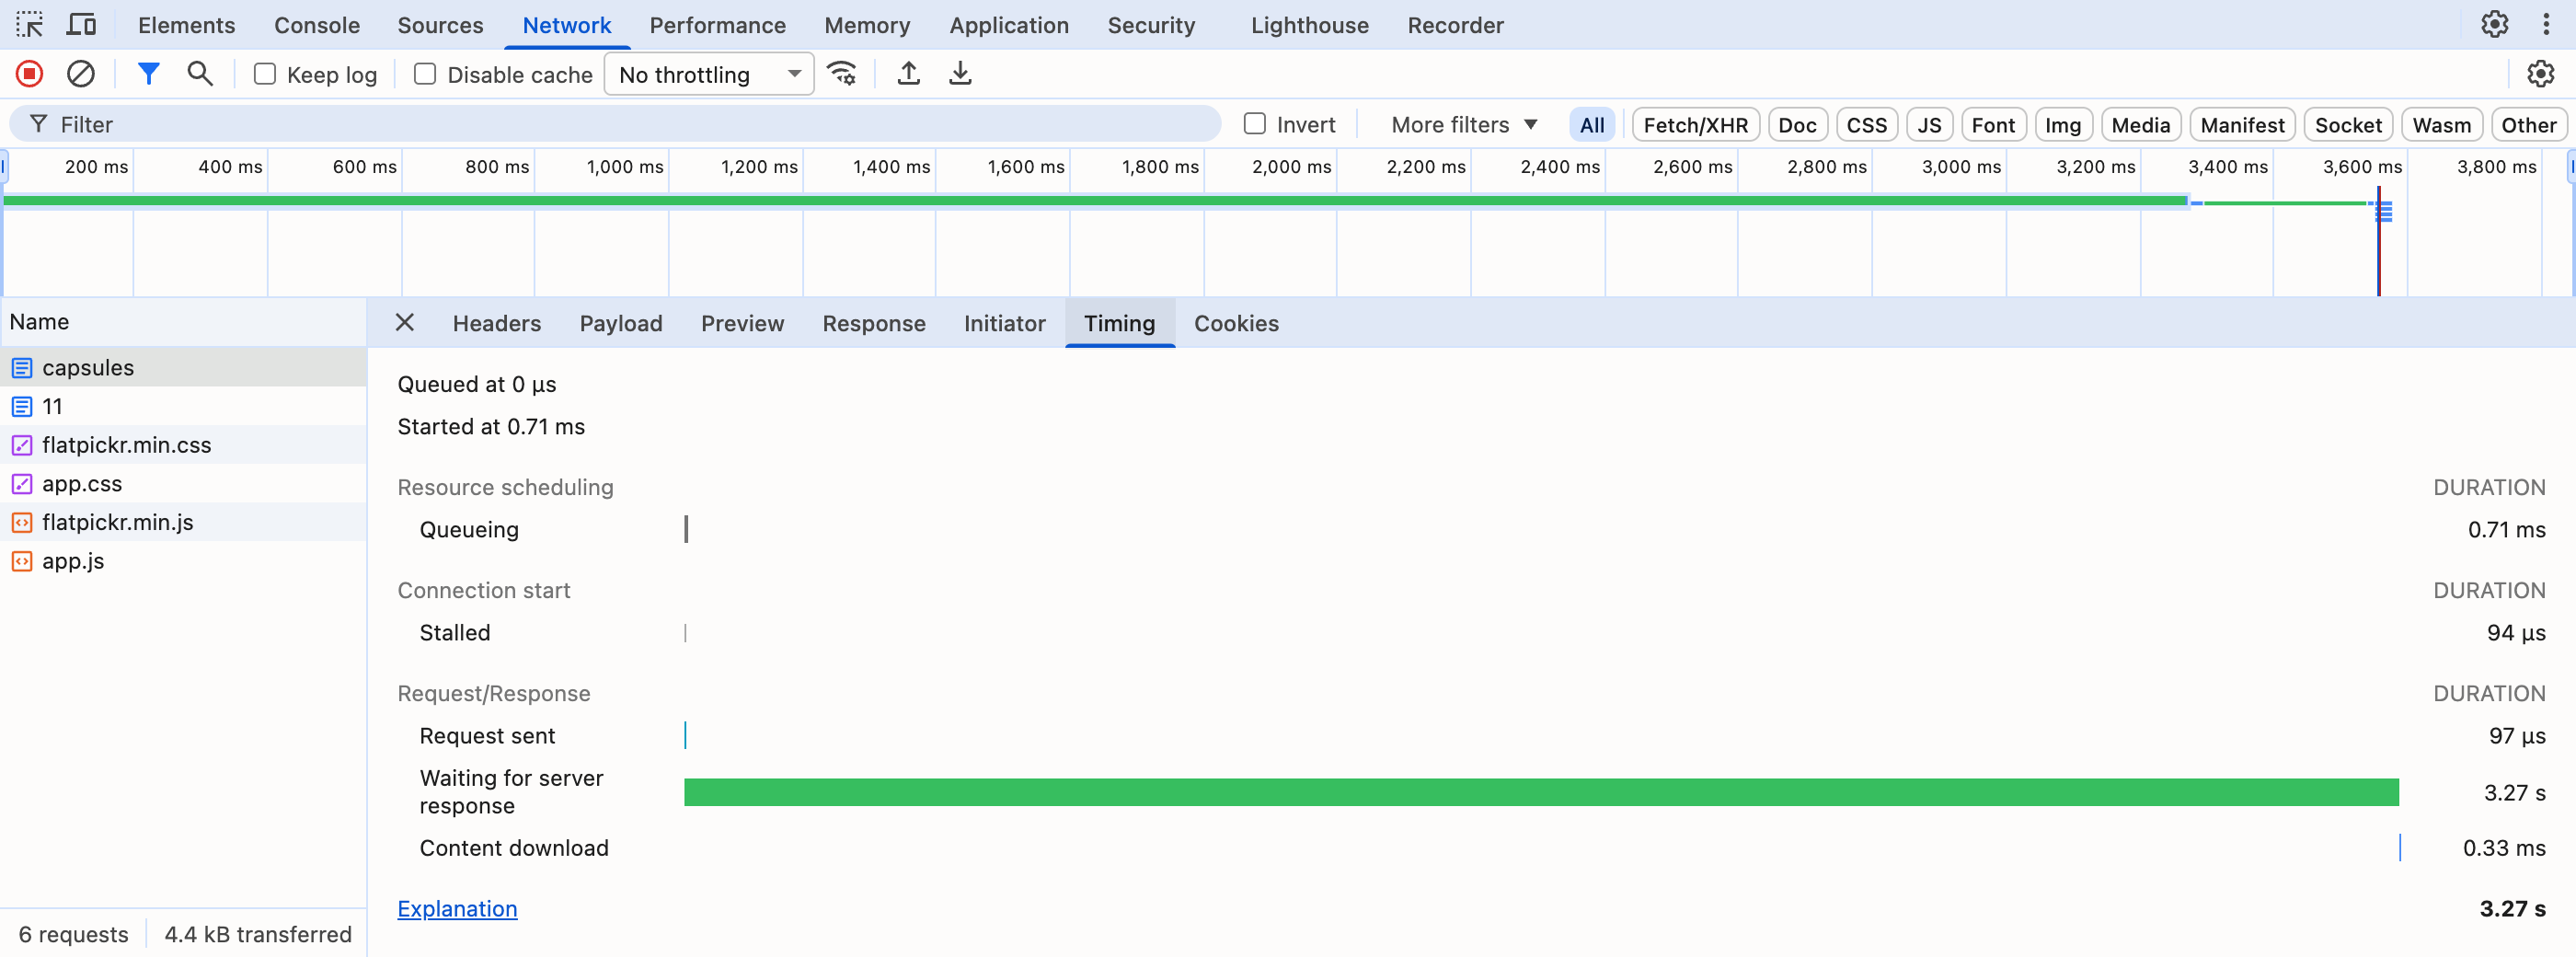 Elements Console Sources Network Performance Memory Application Security Lighthouse Recorder
Keep log Disable cache No throttling
Filter Invert More filters All Fetch/XHR Doc CSS JS Font Img Media Manifest Socket Wasm Other
200 ms 400 ms 600 ms 800 ms 1,000 ms 1,200 ms 1,400 ms 1,600 ms 1,800 ms 2,000 ms 2,200 ms 2,400 ms 2,600 ms 2,800 ms 3,000 ms 3,200 ms 3,400 ms 3,600 ms 3,800 ms
Name
capsules
11
flatpickr.min.css
app.css
flatpickr.min.js
app.js
6 requests 4.4 kB transferred
Headers Payload Preview Response Initiator Timing Cookies
Queued at 0 μs
Started at 0.71 ms
Resource scheduling DURATION
Queueing 0.71 ms
Connection start DURATION
Stalled 94 μs
Request/Response DURATION
Request sent 97 μs
Waiting for server
response 3.27 s
Content download 0.33 ms
Explanation 3.27 s